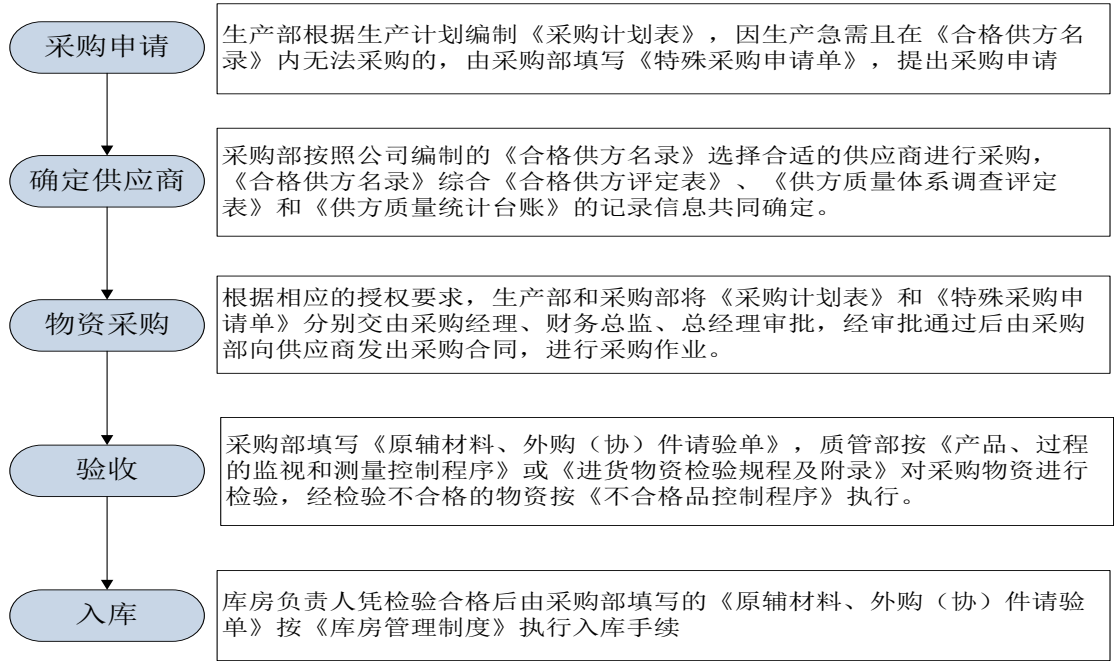 采购申请
生产部根据生产计划编制《采购计划表》，因生产急需且在《合格供方名
录》内无法采购的，由采购部填写《特殊采购申请单》，提出采购申请
确定供应商
采购部按照公司编制的《合格供方名录》选择合适的供应商进行采购，
《合格供方名录》综合《合格供方评定表》、《供方质量体系调查评定
表》和《供方质量统计台账》的记录信息共同确定。
物资采购
根据相应的授权要求，生产部和采购部将《采购计划表》和《特殊采购申
请单》分别交由采购经理、财务总监、总经理审批，经审批通过后由采购
部向供应商发出采购合同，进行采购作业。
验收
采购部填写《原辅材料、外购（协）件请验单》，质管部按《产品、过程
的监视和测量控制程序》或《进货物资检验规程及附录》对采购物资进行
检验，经检验不合格的物资按《不合格品控制程序》执行。
入库
库房负责人凭检验合格后由采购部填写的《原辅材料、外购（协）件请验
单》按《库房管理制度》执行入库手续